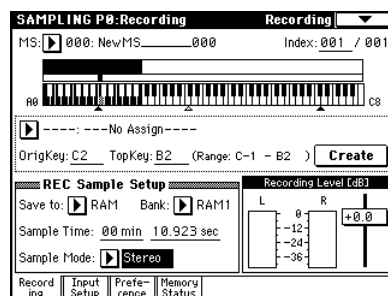 SAMPLING P0:Recording Recording
MS: 000: NewMS______000 Index: 001 / 001
A0 C8
-----: ---No Assign----
OrigKey: C2 TopKey: B2 (Range: C-1 - B2 ) Create
REC Sample Setup
Recording Level [dB]
Save to: RAM Bank: RAM1
L R
Sample Time: 00 min 10.923 sec
0
+0.0
-12
-24
-36
Sample Mode: Stereo
Record
ing
Input
Setup
Prefe-
rence
Memory
Status